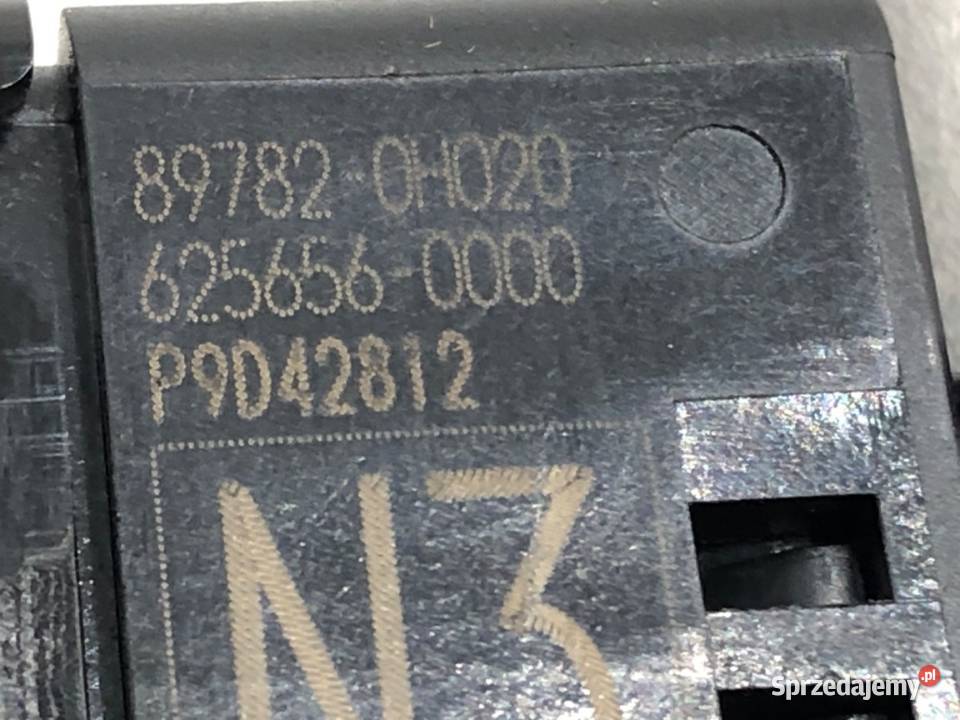 89782-0H020
625656-0000
P9D42812
N3
Sprzedajemy.pl